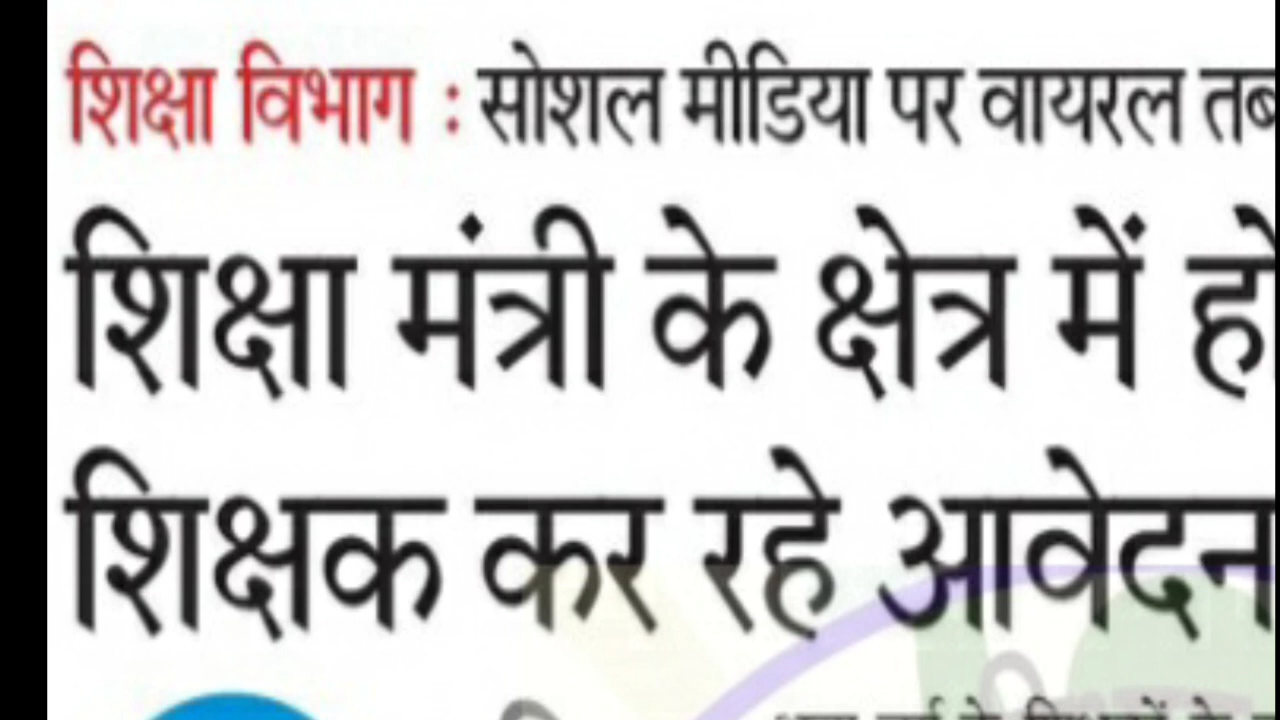 शिक्षा विभाग : सोशल मीडिया पर वायरल
शिक्षा मंत्री के क्षेत्र में
शिक्षक कर रहे आवेदन